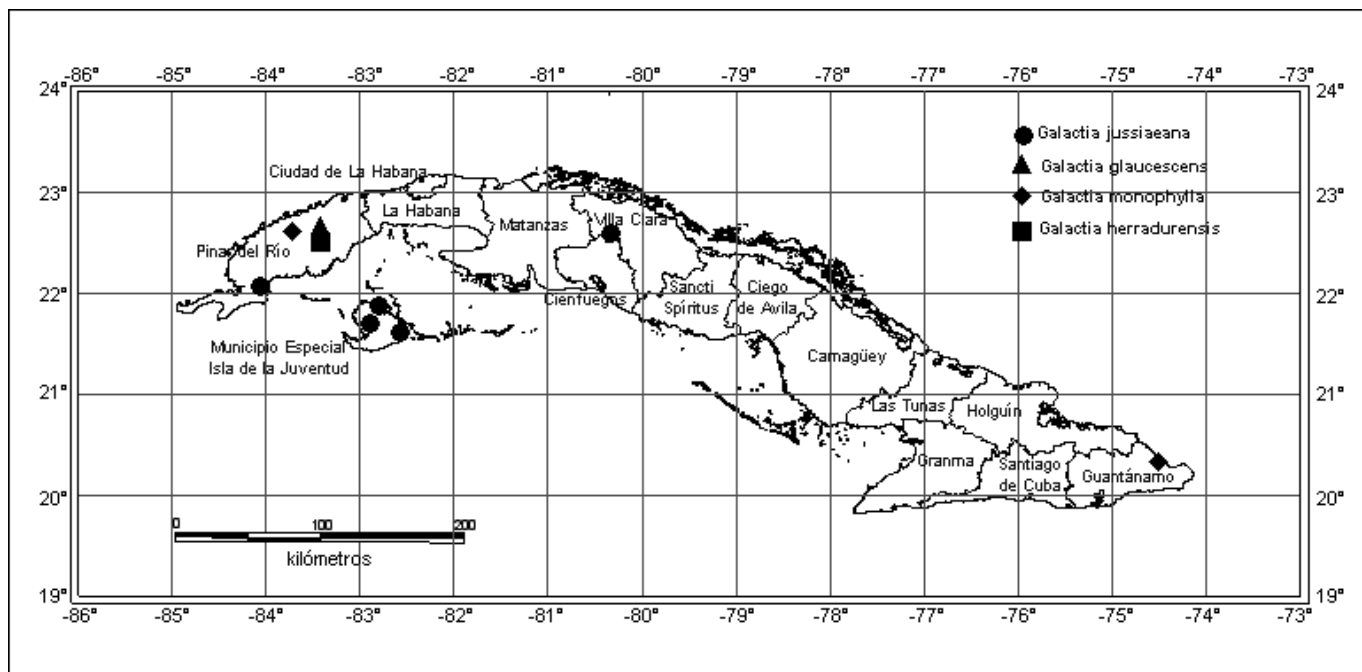 -86° -85° -84° -83° -82° -81° -80° -79° -78° -77° -76° -75° -74° -73°
24° 24°
Galactia jussiaeana
Galactia glaucescens
Ciudad de La Habana
23° 23°
Galactia monophylla
La Habana
Villa Clara
Matanzas
Galactia herradurensis
Pinar del Río
22° 22°
Cienfuegos
Sancti
Spíritus
Ciego
de Avila
Municipio Especial
Isla de la Juventud
Camagüey
21° 21°
Las Tunas
Holguín
Granma
Santiago
de Cuba
Guantánamo
20° 20°
0 100 200
kilómetros
19° 19°
-86° -85° -84° -83° -82° -81° -80° -79° -78° -77° -76° -75° -74° -73°